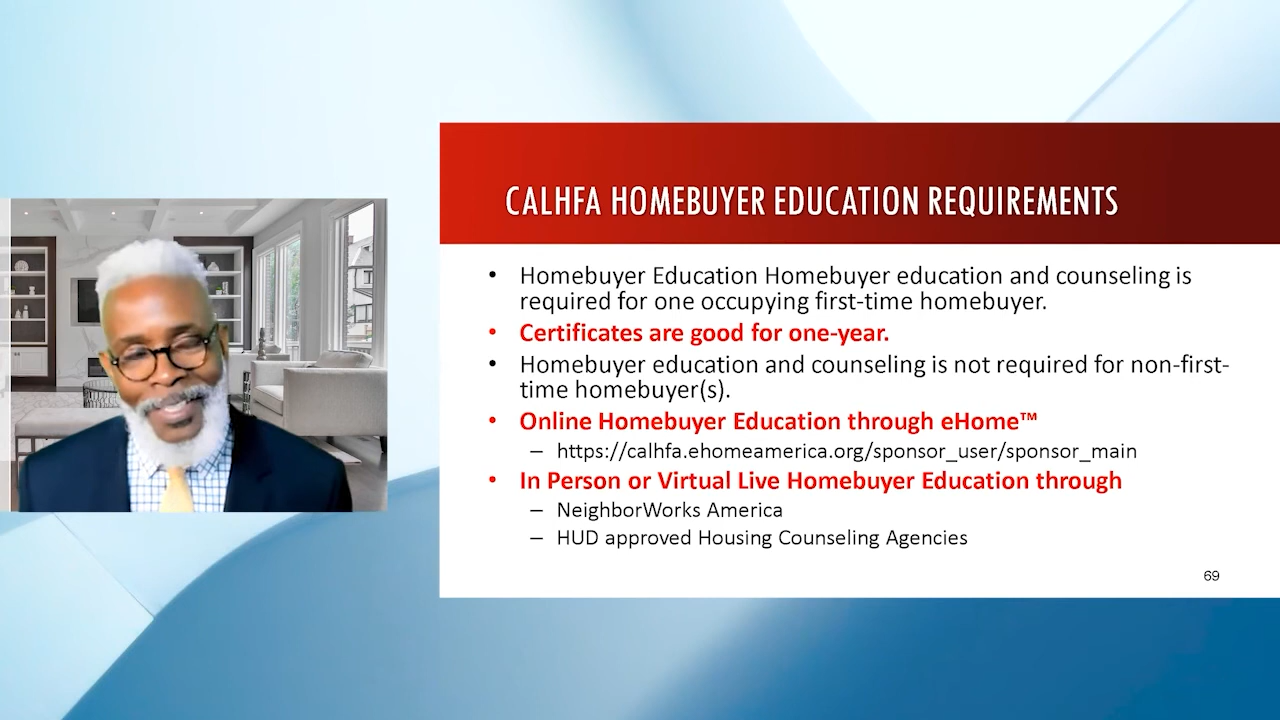 CALHFA HOMEBUYER EDUCATION REQUIREMENTS
• Homebuyer Education Homebuyer education and counseling is
required for one occupying first-time homebuyer.
• Certificates are good for one-year.
• Homebuyer education and counseling is not required for non-first-
time homebuyer(s).
• Online Homebuyer Education through eHome™
– https://calhfa.ehomeamerica.org/sponsor_user/sponsor_main
• In Person or Virtual Live Homebuyer Education through
– NeighborWorks America
– HUD approved Housing Counseling Agencies
69